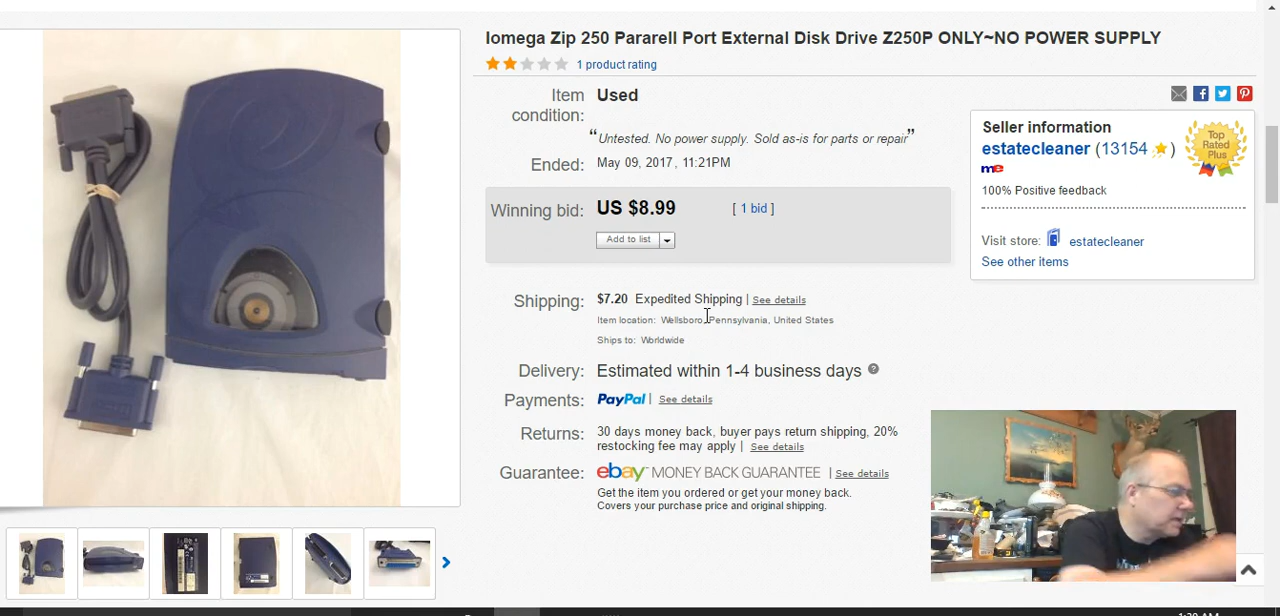 Iomega Zip 250 Pararell Port External Disk Drive Z250P ONLY~NO POWER SUPPLY
1 product rating
Item condition: Used
“Untested. No power supply. Sold as-is for parts or repair”
Ended: May 09, 2017, 11:21PM
Winning bid: US $8.99 [ 1 bid ]
Add to list
Shipping: $7.20 Expedited Shipping | See details
Item location: Wellsboro, Pennsylvania, United States
Ships to: Worldwide
Delivery: Estimated within 1-4 business days ?
Payments: PayPal | See details
Returns: 30 days money back, buyer pays return shipping, 20%
restocking fee may apply | See details
Guarantee: ebay MONEY BACK GUARANTEE | See details
Get the item you ordered or get your money back.
Covers your purchase price and original shipping.
Seller information
estatecleaner (13154 )
me
100% Positive feedback
Top
Rated
Plus
Visit store: estatecleaner
See other items